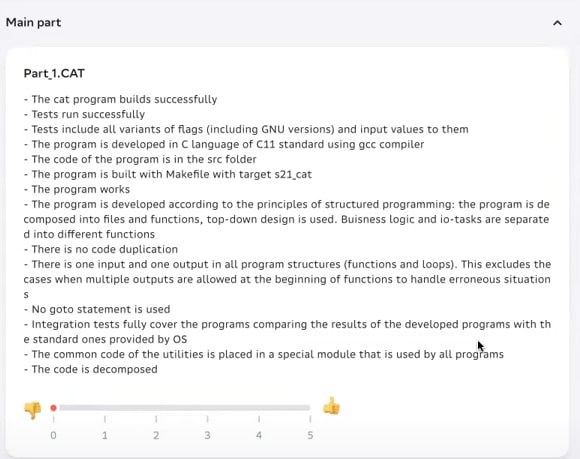 Main part
Part_1.CAT
- The cat program builds successfully
- Tests run successfully
- Tests include all variants of flags (including GNU versions) and input values to them
- The program is developed in C language of C11 standard using gcc compiler
- The code of the program is in the src folder
- The program is built with Makefile with target s21_cat
- The program works
- The program is developed according to the principles of structured programming: the program is de
composed into files and functions, top-down design is used. Buisness logic and io-tasks are separate
d into different functions
- There is no code duplication
- There is one input and one output in all program structures (functions and loops). This excludes the
cases when multiple outputs are allowed at the beginning of functions to handle erroneous situation
s
- No goto statement is used
- Integration tests fully cover the programs comparing the results of the developed programs with th
e standard ones provided by OS
- The common code of the utilities is placed in a special module that is used by all programs
- The code is decomposed
0 1 2 3 4 5